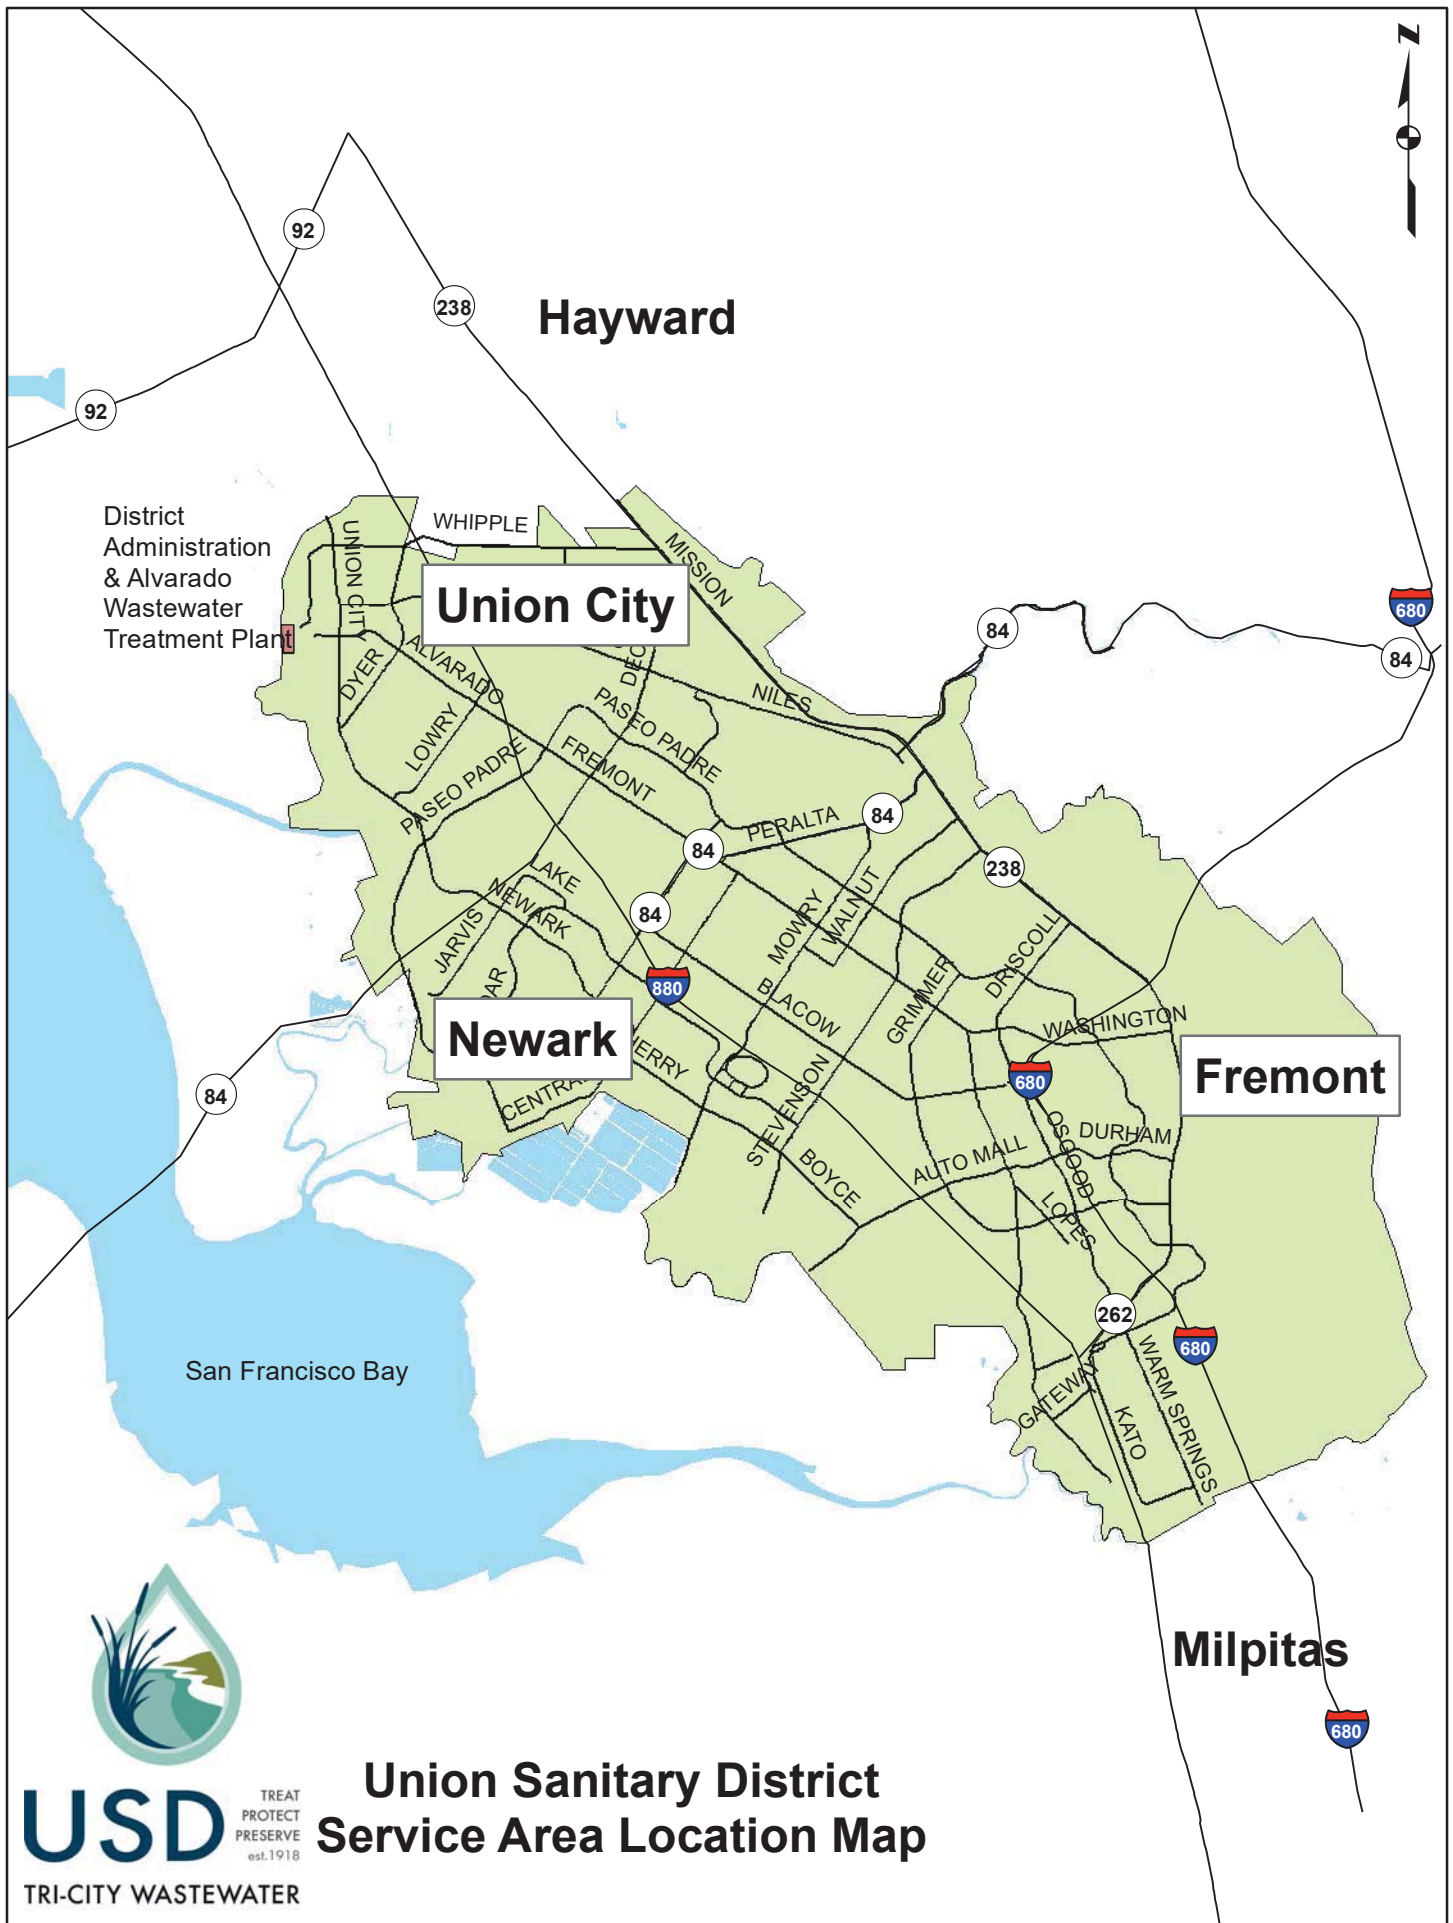 N
92
238
Hayward
92
District
Administration
& Alvarado
Wastewater
Treatment Plant
WHIPPLE
UNION CITY
MISSION
Union City
680
84
84
ALVARADO
DYER
NILES
PASEO PADRE
LOWRY
FREMONT
PASEO PADRE
PERALTA
84
84
238
LAKE
NEWARK
84
MOWRY
WALNUT
JARVIS
DRISCOLL
GRIMMER
880
BLACOW
WASHINGTON
Newark
680
Fremont
84
STEVENSON
OSGOOD
DURHAM
AUTO MALL
BOYCE
LOPES
262
680
San Francisco Bay
GATEWAY
WARM SPRINGS
KATO
Milpitas
680
Union Sanitary District
Service Area Location Map
USD
TREAT
PROTECT
PRESERVE
est.1918
TRI-CITY WASTEWATER